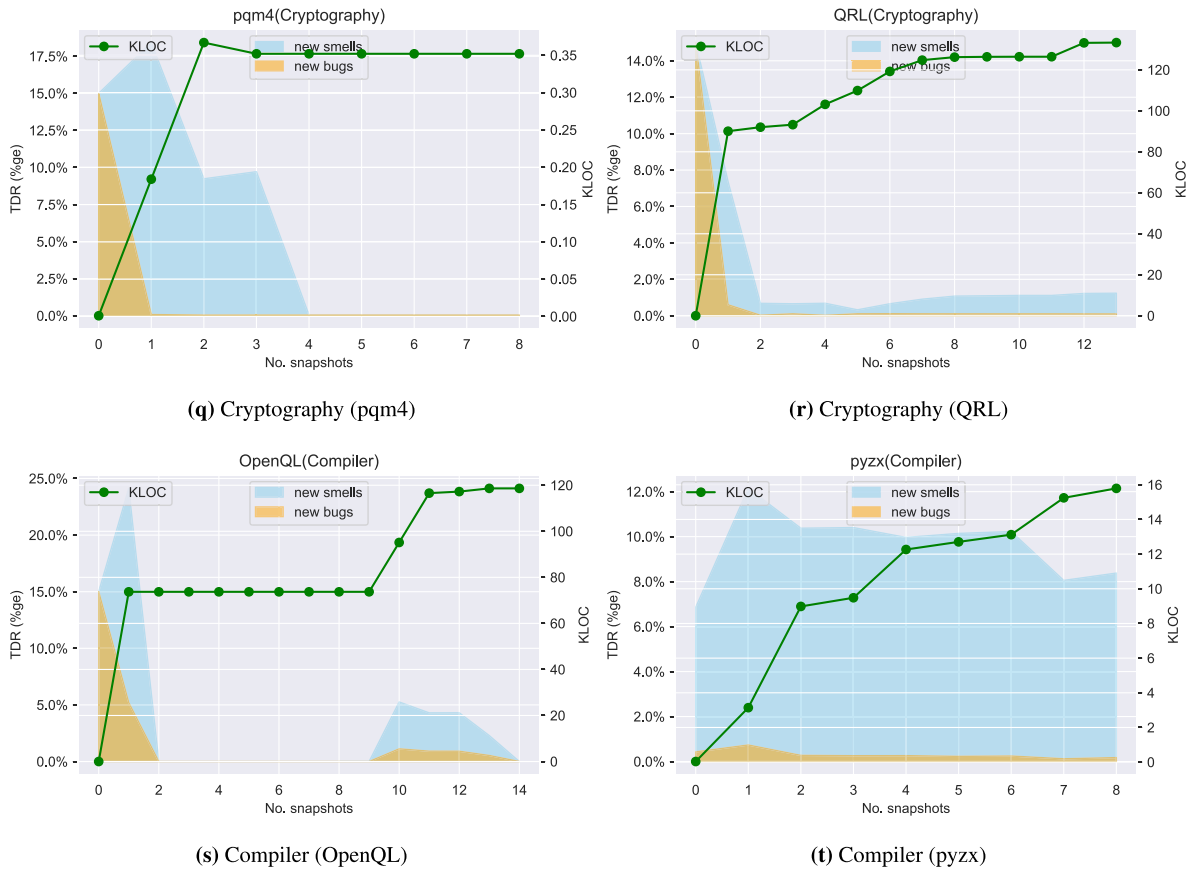 pqm4(Cryptography)
KLOC
new smells
new bugs
17.5%
15.0%
12.5%
10.0%
7.5%
5.0%
2.5%
0.0%
TDR (%ge)
0.35
0.30
0.25
0.20
0.15
0.10
0.05
0.00
KLOC
0 1 2 3 4 5 6 7 8
No. snapshots
(q) Cryptography (pqm4)
QRL(Cryptography)
KLOC
new smells
new bugs
14.0%
12.0%
10.0%
8.0%
6.0%
4.0%
2.0%
0.0%
TDR (%ge)
120
100
80
60
40
20
0
KLOC
0 2 4 6 8 10 12
No. snapshots
(r) Cryptography (QRL)
OpenQL(Compiler)
KLOC
new smells
new bugs
25.0%
20.0%
15.0%
10.0%
5.0%
0.0%
TDR (%ge)
120
100
80
60
40
20
0
KLOC
0 2 4 6 8 10 12 14
No. snapshots
(s) Compiler (OpenQL)
pyzx(Compiler)
KLOC
new smells
new bugs
12.0%
10.0%
8.0%
6.0%
4.0%
2.0%
0.0%
TDR (%ge)
16
14
12
10
8
6
4
2
0
KLOC
0 1 2 3 4 5 6 7 8
No. snapshots
(t) Compiler (pyzx)